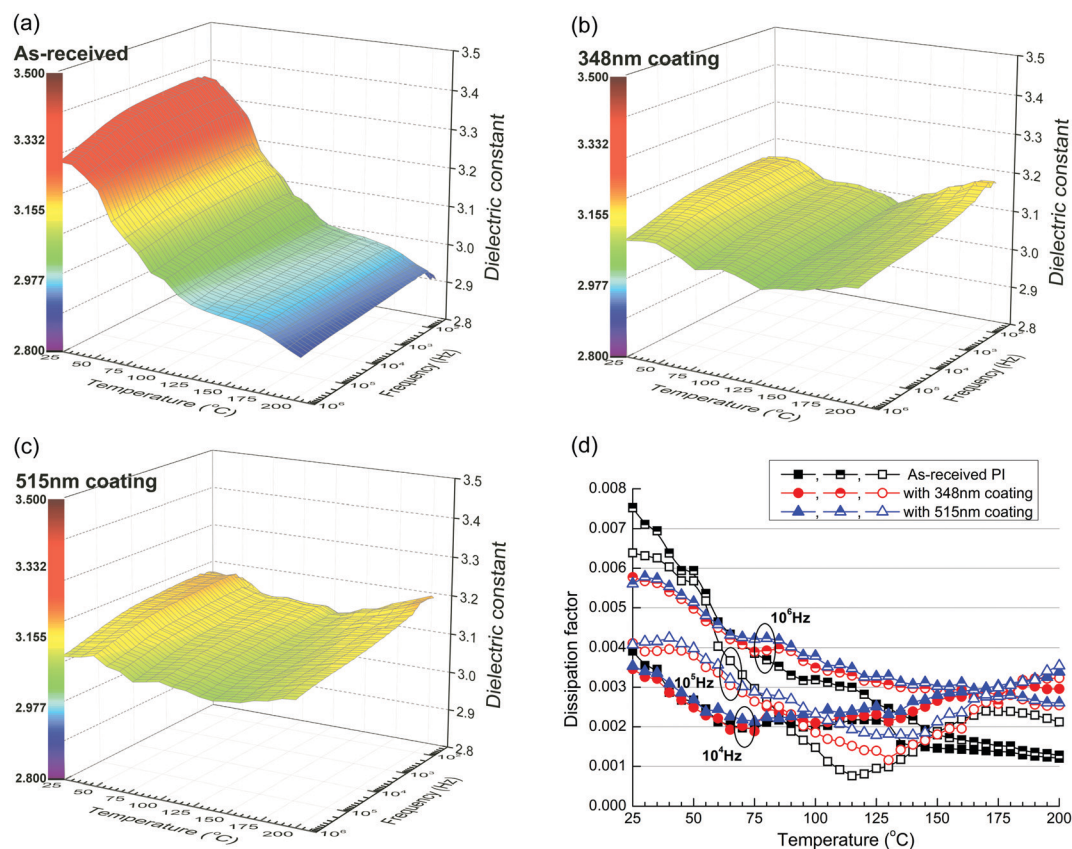 (a)
As-received
3.500
3.332
3.155
2.977
2.800
3.5
3.4
3.3
3.2
3.1
3.0
2.9
2.8
Dielectric constant
25 50 75 100 125 150 175 200
Temperature (°C)
10⁶ 10⁵ 10⁴ 10³ 10²
Frequency (Hz)
(b)
348nm coating
3.500
3.332
3.155
2.977
2.800
3.5
3.4
3.3
3.2
3.1
3.0
2.9
2.8
Dielectric constant
25 50 75 100 125 150 175 200
Temperature (°C)
10⁶ 10⁵ 10⁴ 10³ 10²
Frequency (Hz)
(c)
515nm coating
3.500
3.332
3.155
2.977
2.800
3.5
3.4
3.3
3.2
3.1
3.0
2.9
2.8
Dielectric constant
25 50 75 100 125 150 175 200
Temperature (°C)
10⁶ 10⁵ 10⁴ 10³ 10²
Frequency (Hz)
(d)
, , As-received PI
, , with 348nm coating
, , with 515nm coating
0.008
0.007
0.006
0.005
0.004
0.003
0.002
0.001
0.000
Dissipation factor
10⁶Hz
10⁵Hz
10⁴Hz
25 50 75 100 125 150 175 200
Temperature (°C)